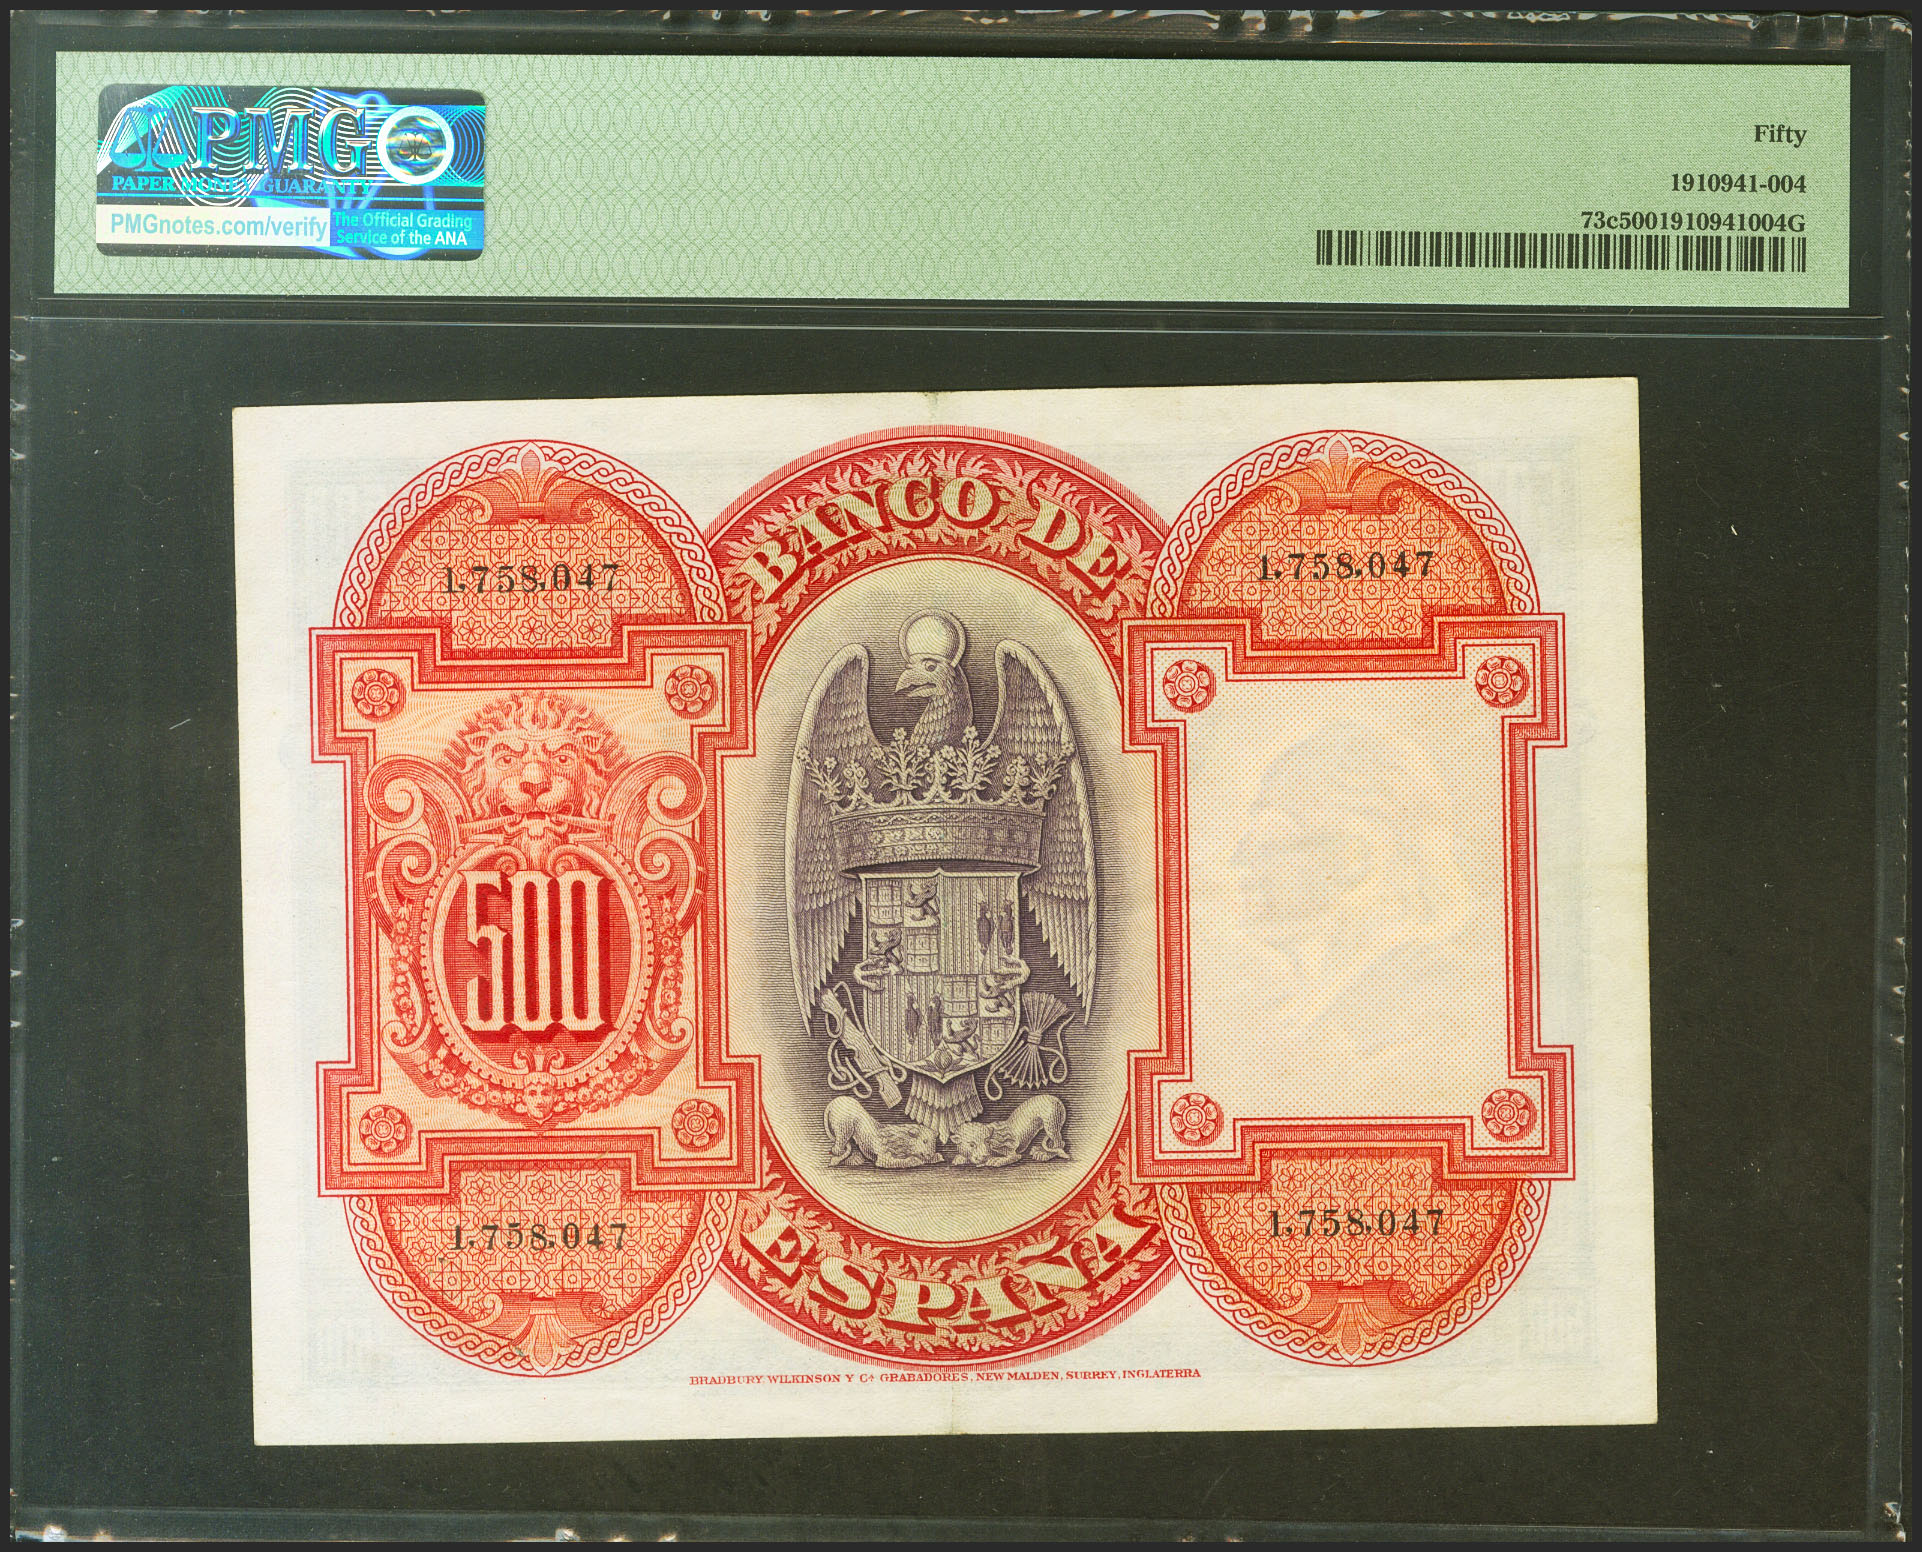 PMG
PAPER MONEY GUARANTY
PMGnotes.com/verify
The Official Grading
Service of the ANA
Fifty
1910941-004
73c5001910941004G
BANCO DE
1.758.047
1.758.047
500
1.758.047
1.758.047
ESPAÑA
BRADBURY, WILKINSON Y Cª GRABADORES, NEW MALDEN, SURREY, INGLATERRA